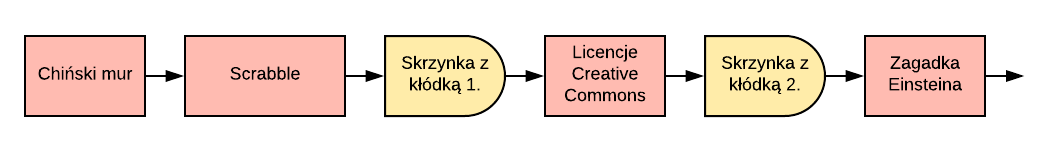 Chiński mur
Scrabble
Skrzynka z
kłódką 1.
Licencje
Creative
Commons
Skrzynka z
kłódką 2.
Zagadka
Einsteina